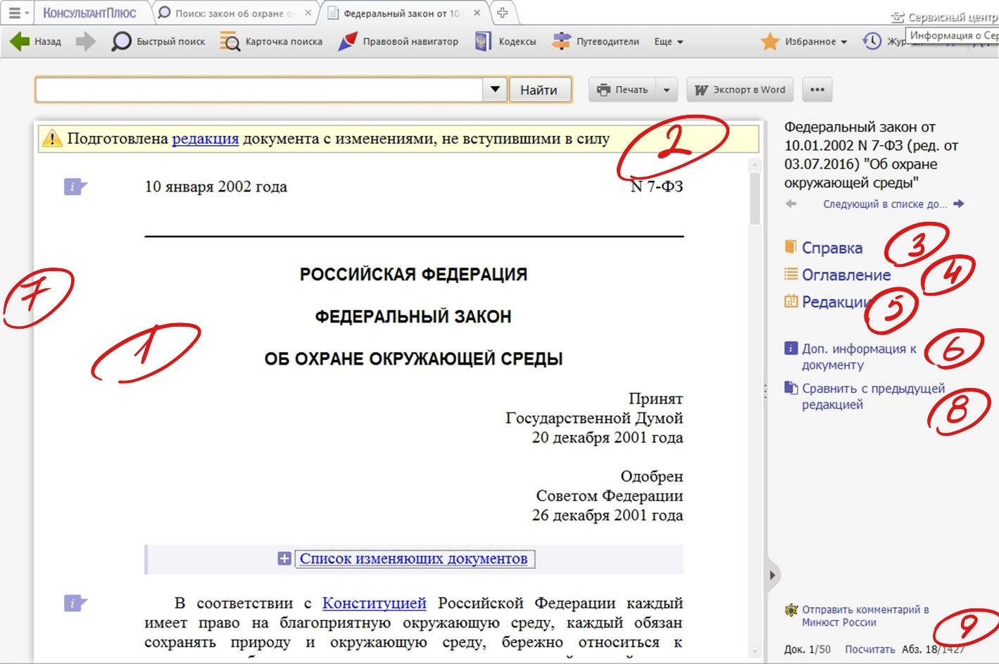 КонсультантПлюс
Поиск: закон об охране о
Федеральный закон от 10.
Сервисный центр
Информация о Сер
Назад
Быстрый поиск
Карточка поиска
Правовой навигатор
Кодексы
Путеводители
Еще
Избранное
Найти
Печать
Экспорт в Word
Подготовлена редакция документа с изменениями, не вступившими в силу
2
10 января 2002 года N 7-ФЗ
РОССИЙСКАЯ ФЕДЕРАЦИЯ
ФЕДЕРАЛЬНЫЙ ЗАКОН
ОБ ОХРАНЕ ОКРУЖАЮЩЕЙ СРЕДЫ
7
1
Принят
Государственной Думой
20 декабря 2001 года
Одобрен
Советом Федерации
26 декабря 2001 года
Список изменяющих документов
В соответствии с Конституцией Российской Федерации каждый
имеет право на благоприятную окружающую среду, каждый обязан
сохранять природу и окружающую среду, бережно относиться к
Федеральный закон от
10.01.2002 N 7-ФЗ (ред. от
03.07.2016) "Об охране
окружающей среды"
Следующий в списке до...
Справка 3
Оглавление 4
Редакции 5
Доп. информация к 6
документу
Сравнить с предыдущей
редакцией 8
Отправить комментарий в
Минюст России 9
Док. 1/50 Посчитать Абз. 18/1427